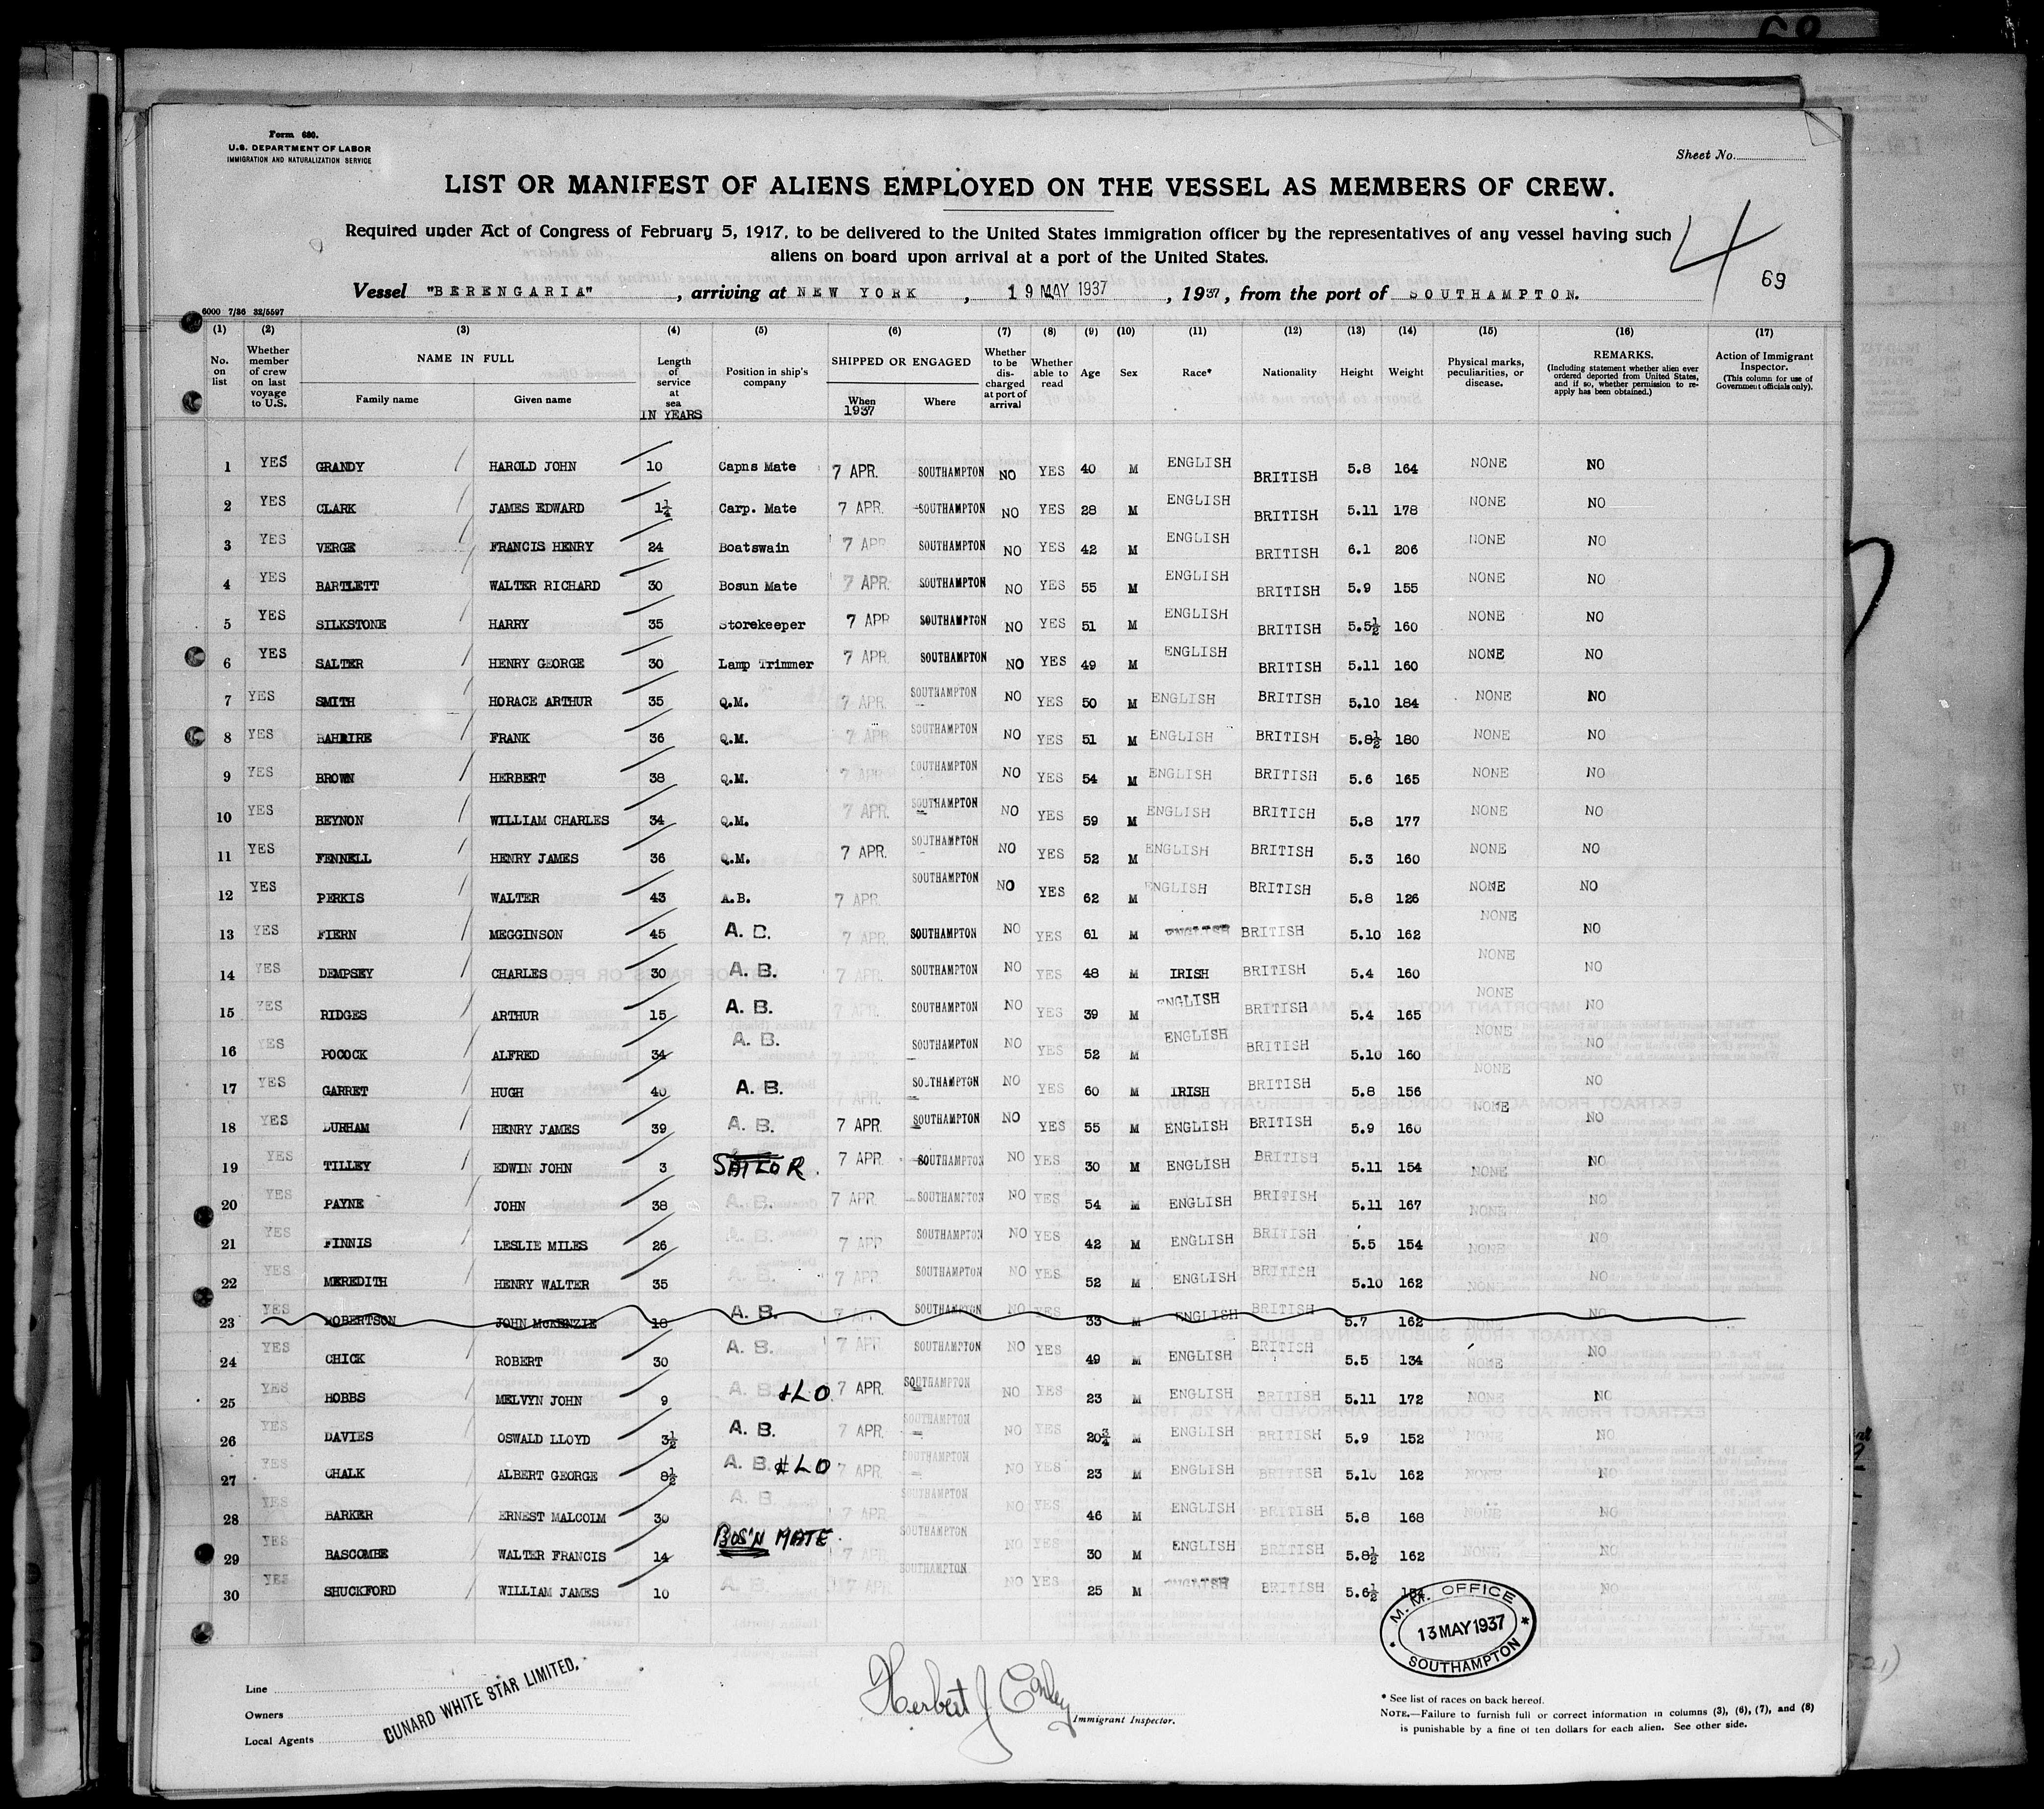 69
Form 680.
U.S. DEPARTMENT OF LABOR
IMMIGRATION AND NATURALIZATION SERVICE
Sheet No.
LIST OR MANIFEST OF ALIENS EMPLOYED ON THE VESSEL AS MEMBERS OF CREW.
Required under Act of Congress of February 5, 1917, to be delivered to the United States immigration officer by the representatives of any vessel having such
aliens on board upon arrival at a port of the United States.
4
69
Vessel "BERENGARIA", arriving at NEW YORK, 19 MAY 1937, 1937, from the port of SOUTHAMPTON.
6000 7/36 32/5597
(1) (2) (3) (4) (5) (6) (7) (8) (9) (10) (11) (12) (13) (14) (15) (16) (17)
No. on list
Whether member of crew on last voyage to U.S.
NAME IN FULL
Family name
Given name
Length of service at sea
IN YEARS
Position in ship's company
SHIPPED OR ENGAGED
When
1937
Where
Whether to be discharged at port of arrival
Whether able to read
Age
Sex
Race*
Nationality
Height
Weight
Physical marks, peculiarities, or disease.
REMARKS.
(Including statement whether alien ever ordered deported from United States, and if so, whether permission to reapply has been obtained.)
Action of Immigrant Inspector.
(This column for use of Government officials only).
1 YES GRANDY HAROLD JOHN 10 Capns Mate 7 APR. SOUTHAMPTON NO YES 40 M ENGLISH BRITISH 5.8 164 NONE NO
2 YES CLARK JAMES EDWARD 1¼ Carp. Mate 7 APR. SOUTHAMPTON NO YES 28 M ENGLISH BRITISH 5.11 178 NONE NO
3 YES VERGE FRANCIS HENRY 24 Boatswain 7 APR SOUTHAMPTON NO YES 42 M ENGLISH BRITISH 6.1 206 NONE NO
4 YES BARTLETT WALTER RICHARD 30 Bosun Mate 7 APR. SOUTHAMPTON NO YES 55 M ENGLISH BRITISH 5.9 155 NONE NO
5 YES SILKSTONE HARRY 35 Storekeeper 7 APR SOUTHAMPTON NO YES 51 M ENGLISH BRITISH 5.5½ 160 NONE NO
6 YES SALTER HENRY GEORGE 30 Lamp Trimmer 7 APR. SOUTHAMPTON NO YES 49 M ENGLISH BRITISH 5.11 160 NONE NO
7 YES SMITH HORACE ARTHUR 35 Q.M. 7 APR. SOUTHAMPTON NO YES 50 M ENGLISH BRITISH 5.10 184 NONE NO
8 YES FRANK 36 Q.M. 7 APR SOUTHAMPTON NO YES 51 M ENGLISH BRITISH 5.8½ 180 NONE NO
9 YES BROWN HERBERT 38 Q.M. 7 APR SOUTHAMPTON NO YES 54 M ENGLISH BRITISH 5.6 165 NONE NO
10 YES BEYNON WILLIAM CHARLES 34 Q.M. 7 APR. SOUTHAMPTON NO YES 59 M ENGLISH BRITISH 5.8 177 NONE NO
11 YES FENNELL HENRY JAMES 36 Q.M. 7 APR. SOUTHAMPTON NO YES 52 M ENGLISH BRITISH 5.3 160 NONE NO
12 YES PERKIS WALTER 43 A.B. 7 APR. SOUTHAMPTON NO YES 62 M ENGLISH BRITISH 5.8 126 NONE NO
13 YES FIERN MEGGINSON 45 A. B. 7 APR. SOUTHAMPTON NO YES 61 M ENGLISH BRITISH 5.10 162 NONE NO
14 YES DEMPSEY CHARLES 30 A. B. 7 APR. SOUTHAMPTON NO YES 48 M IRISH BRITISH 5.4 160 NONE NO
15 YES RIDGES ARTHUR 15 A. B. 7 APR. SOUTHAMPTON NO YES 39 M ENGLISH BRITISH 5.4 165 NONE NO
16 YES POCOCK ALFRED 34 A. B. 7 APR. SOUTHAMPTON NO YES 52 M ENGLISH BRITISH 5.10 160 NONE NO
17 YES GARRET HUGH 40 A. B. 7 APR. SOUTHAMPTON NO YES 60 M IRISH BRITISH 5.8 156 NONE NO
18 YES DURHAM HENRY JAMES 39 A. B. 7 APR. SOUTHAMPTON NO YES 55 M ENGLISH BRITISH 5.9 160 NONE NO
19 YES TILLEY EDWIN JOHN 3 SAILOR. 7 APR. SOUTHAMPTON NO YES 30 M ENGLISH BRITISH 5.11 154 NONE NO
20 YES PAYNE JOHN 38 A. B. 7 APR. SOUTHAMPTON NO YES 54 M ENGLISH BRITISH 5.11 167 NONE NO
21 YES FINNIS LESLIE MILES 26 A. B. 7 APR SOUTHAMPTON NO YES 42 M ENGLISH BRITISH 5.5 154 NONE NO
22 YES MEREDITH HENRY WALTER 35 A. B. 7 APR SOUTHAMPTON NO YES 52 M ENGLISH BRITISH 5.10 162 NONE NO
23 YES ROBERTSON JOHN McKENZIE 18 A. B. 7 APR SOUTHAMPTON NO YES 33 M ENGLISH BRITISH 5.7 162 NONE NO
24 YES CHICK ROBERT 30 A. B. 7 APR SOUTHAMPTON NO YES 49 M ENGLISH BRITISH 5.5 134 NONE NO
25 YES HOBBS MELVYN JOHN 9 A. B. +LO 7 APR. SOUTHAMPTON NO YES 23 M ENGLISH BRITISH 5.11 172 NONE NO
26 YES DAVIES OSWALD LLOYD 3½ A. B. 7 APR. SOUTHAMPTON NO YES 20¾ M ENGLISH BRITISH 5.9 152 NONE NO
27 YES CHALK ALBERT GEORGE 8½ A. B. +LO 7 APR. SOUTHAMPTON NO YES 23 M ENGLISH BRITISH 5.10 162 NONE NO
28 YES BARKER ERNEST MALCOLM 30 A. B. 7 APR SOUTHAMPTON NO YES 46 M ENGLISH BRITISH 5.8 168 NONE NO
29 YES BASCOMBE WALTER FRANCIS 14 BOS'N MATE. 7 APR SOUTHAMPTON NO YES 30 M ENGLISH BRITISH 5.8½ 162 NONE NO
30 YES SHUCKFORD WILLIAM JAMES 10 A. B. 7 APR. SOUTHAMPTON NO YES 25 M ENGLISH BRITISH 5.6½ 154 NO
M. M. OFFICE
13 MAY 1937
SOUTHAMPTON
Line
Owners
Local Agents
CUNARD WHITE STAR LIMITED.
Herbert J Conley
Immigrant Inspector.
* See list of races on back hereof.
NOTE.—Failure to furnish full or correct information in columns (3), (6), (7), and (8)
is punishable by a fine of ten dollars for each alien. See other side.